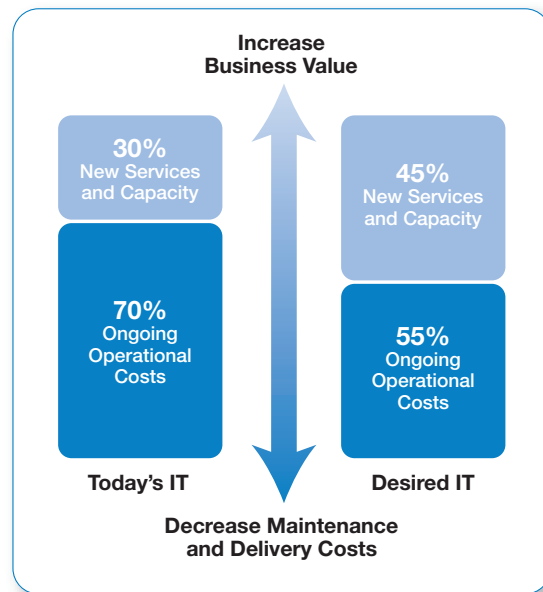 Increase
Business Value
30%
New Services
and Capacity
70%
Ongoing
Operational
Costs
Today's IT
45%
New Services
and Capacity
55%
Ongoing
Operational
Costs
Desired IT
Decrease Maintenance
and Delivery Costs